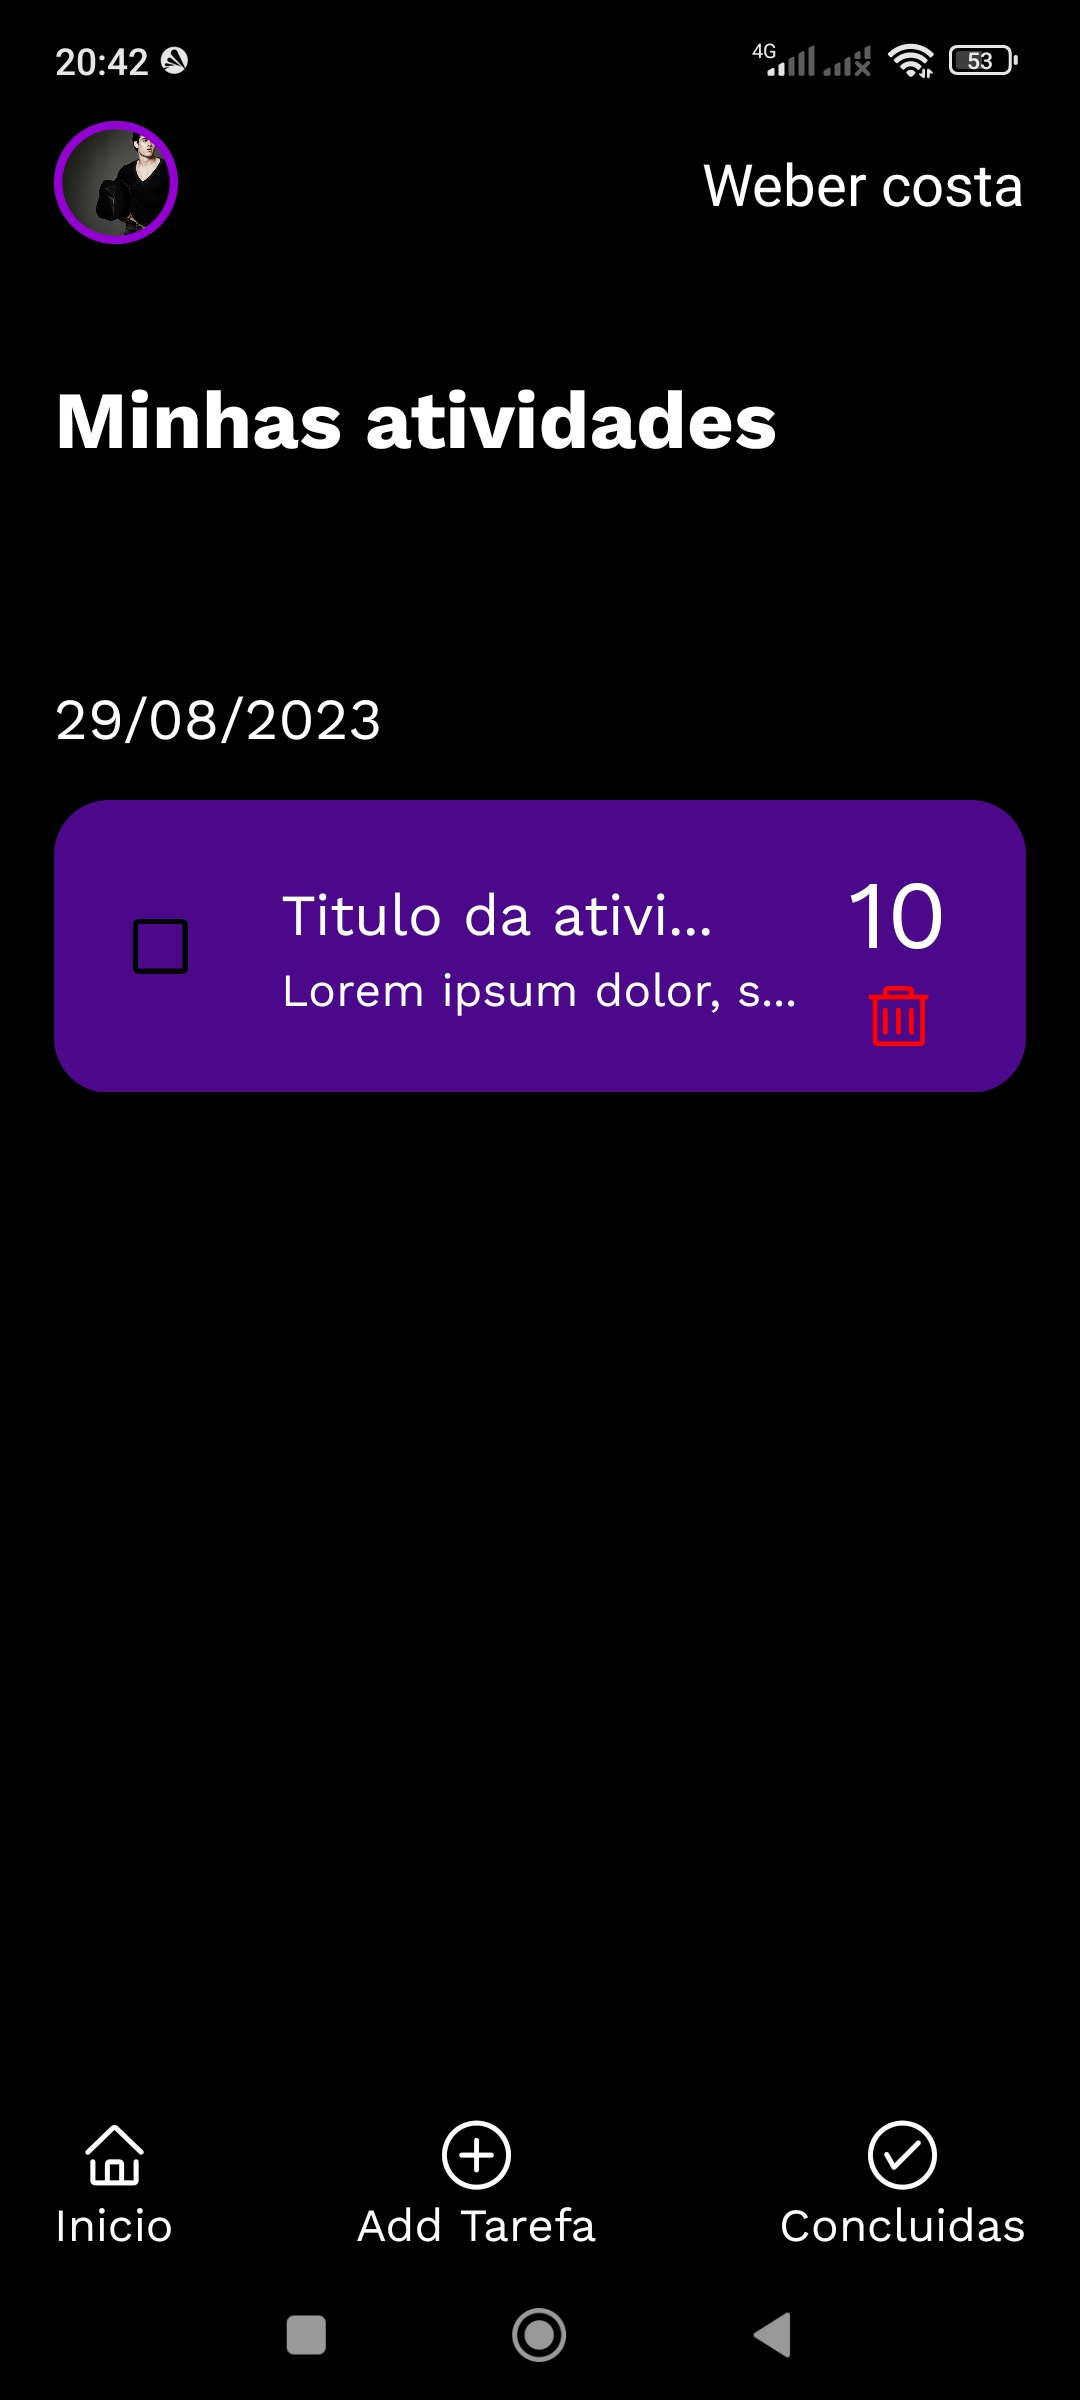 20:42 4G 53
Weber costa
Minhas atividades
29/08/2023
Titulo da ativi... 10
Lorem ipsum dolor, s...
Inicio Add Tarefa Concluidas